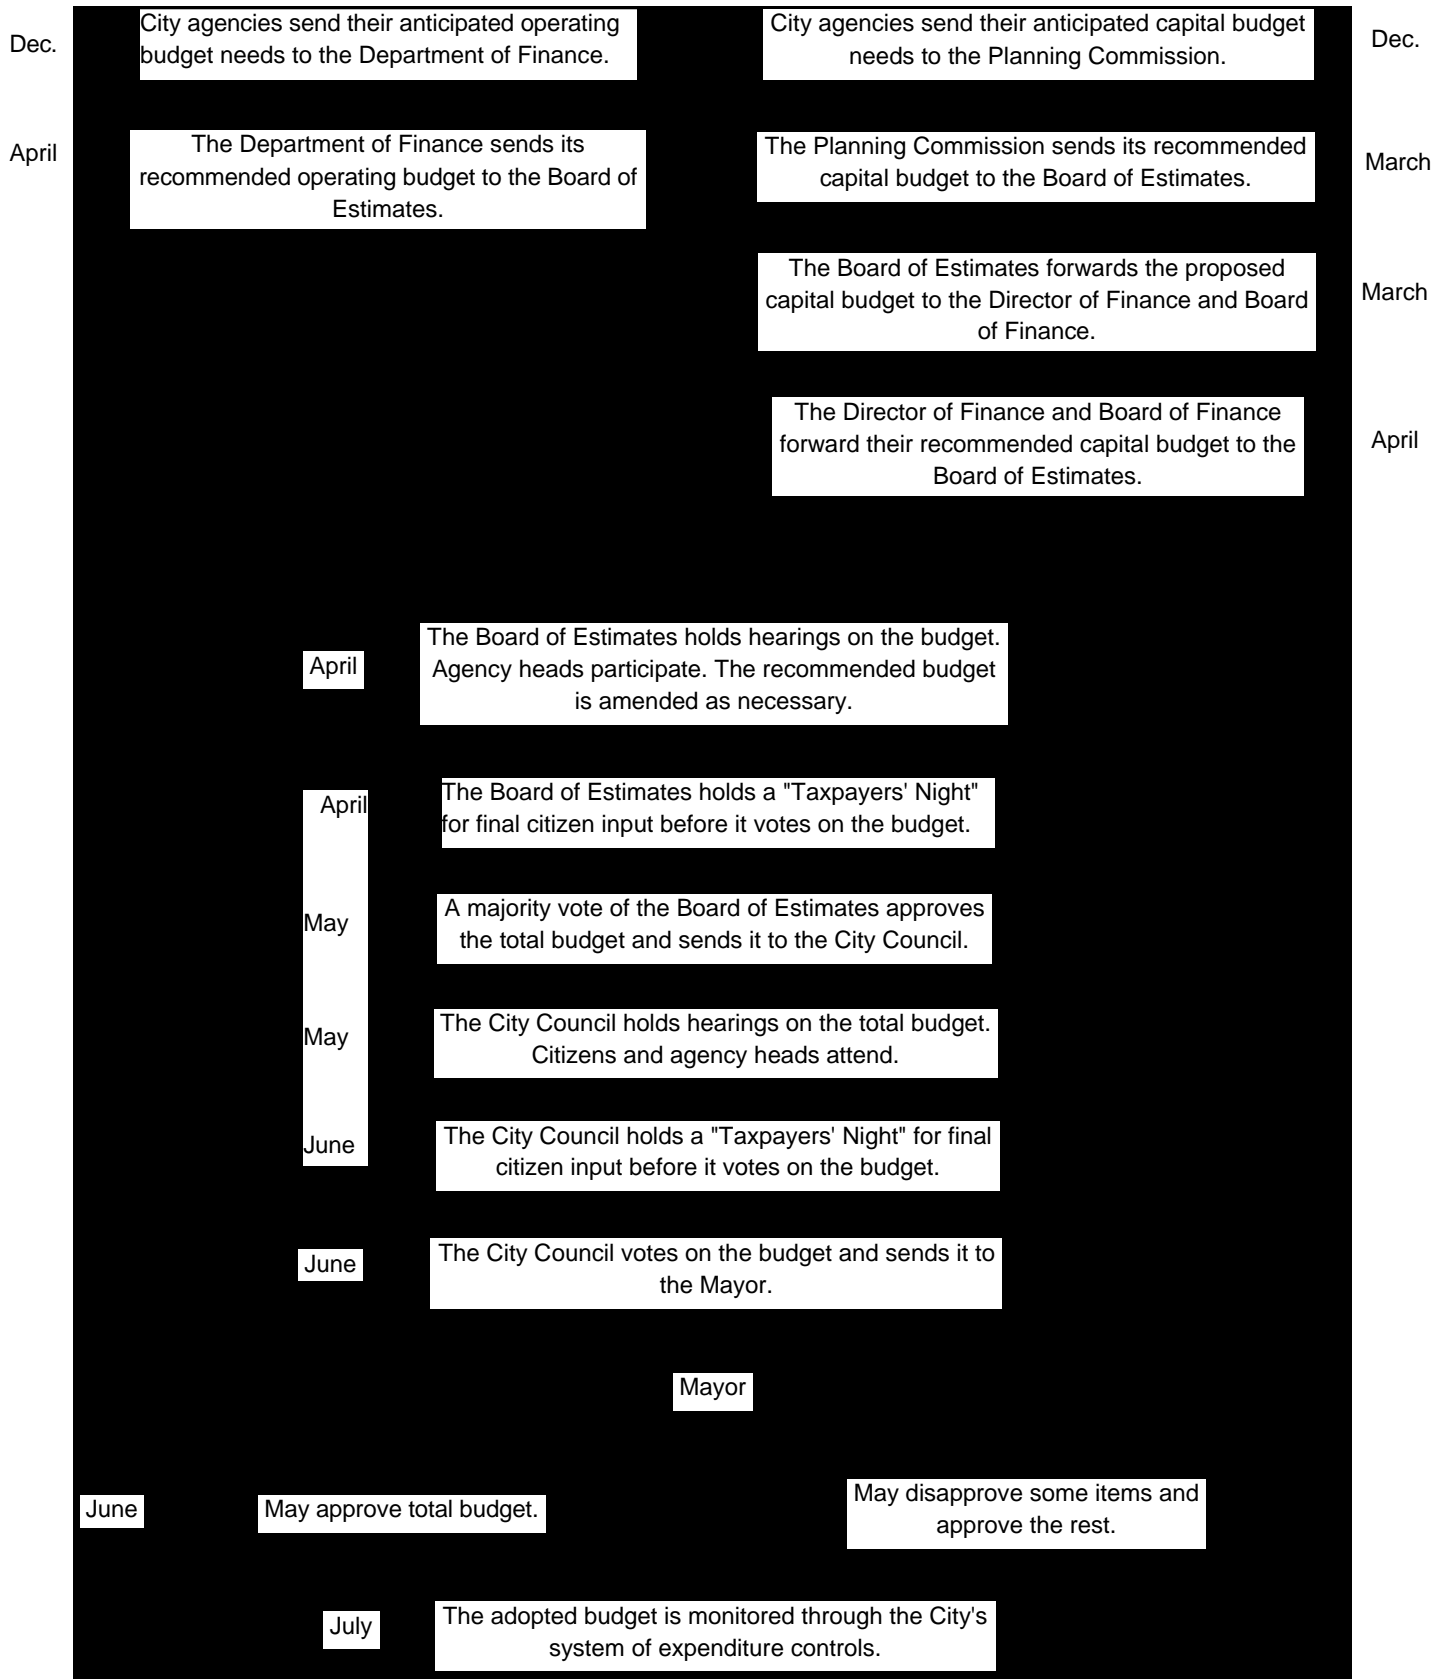 Dec.
City agencies send their anticipated operating
budget needs to the Department of Finance.
City agencies send their anticipated capital budget
needs to the Planning Commission.
Dec.
April
The Department of Finance sends its
recommended operating budget to the Board of
Estimates.
The Planning Commission sends its recommended
capital budget to the Board of Estimates.
March
The Board of Estimates forwards the proposed
capital budget to the Director of Finance and Board
of Finance.
March
The Director of Finance and Board of Finance
forward their recommended capital budget to the
Board of Estimates.
April
April
The Board of Estimates holds hearings on the budget.
Agency heads participate. The recommended budget
is amended as necessary.
April
The Board of Estimates holds a "Taxpayers' Night"
for final citizen input before it votes on the budget.
May
A majority vote of the Board of Estimates approves
the total budget and sends it to the City Council.
May
The City Council holds hearings on the total budget.
Citizens and agency heads attend.
June
The City Council holds a "Taxpayers' Night" for final
citizen input before it votes on the budget.
June
The City Council votes on the budget and sends it to
the Mayor.
Mayor
June
May approve total budget.
May disapprove some items and
approve the rest.
July
The adopted budget is monitored through the City's
system of expenditure controls.